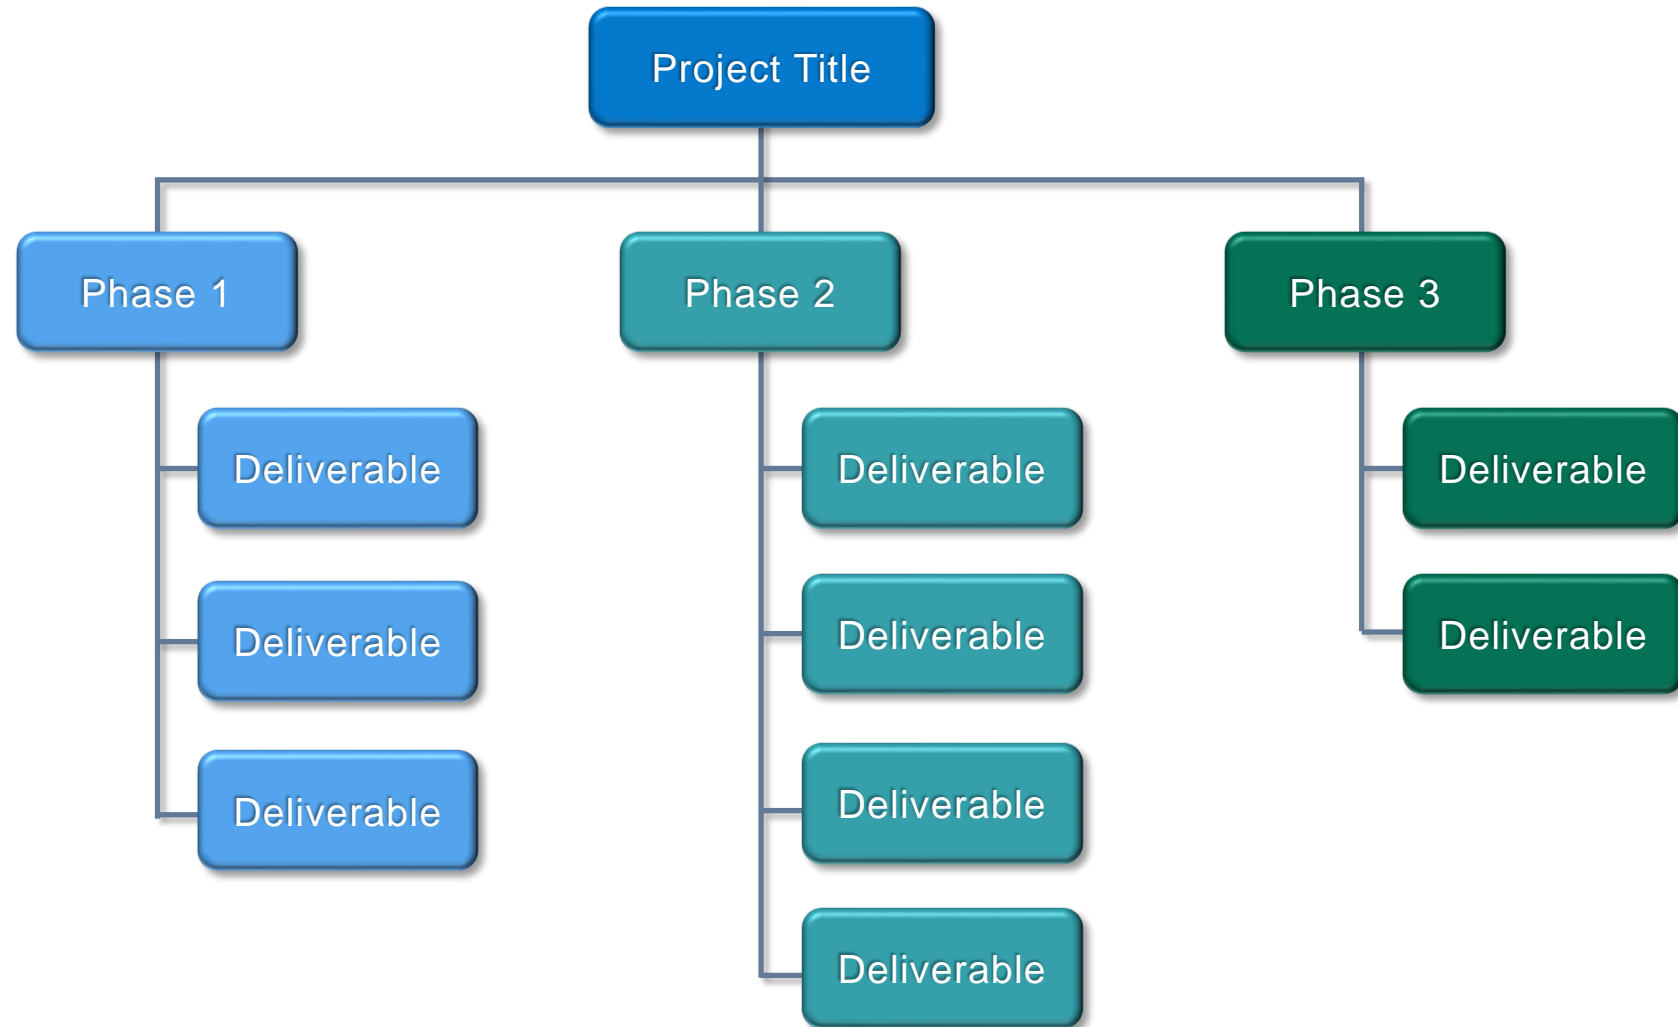 Project Title
Phase 1
Deliverable
Deliverable
Deliverable
Phase 2
Deliverable
Deliverable
Deliverable
Deliverable
Phase 3
Deliverable
Deliverable